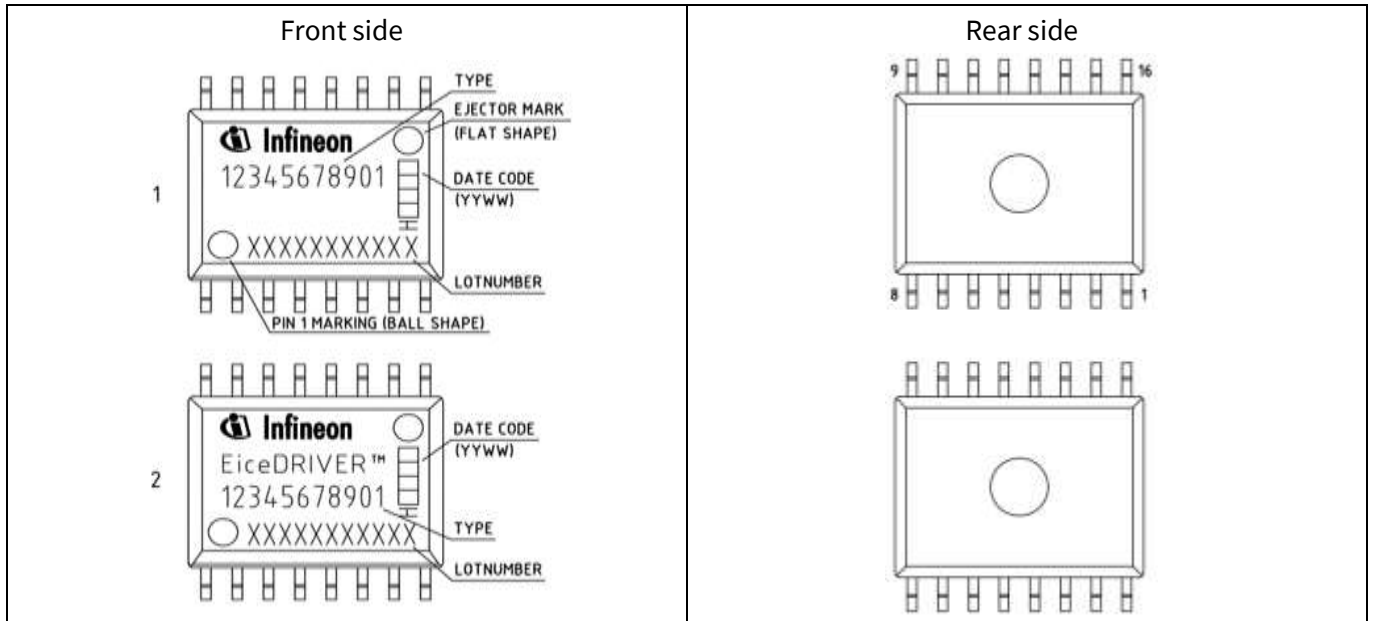 Front side
Rear side
TYPE
EJECTOR MARK
(FLAT SHAPE)
Infineon
12345678901
DATE CODE
(YYWW)
1
H
XXXXXXXXXXX
LOTNUMBER
PIN 1 MARKING (BALL SHAPE)
9
16
8
1
Infineon
DATE CODE
(YYWW)
EiceDRIVER™
2
12345678901
H
XXXXXXXXXXX
TYPE
LOTNUMBER